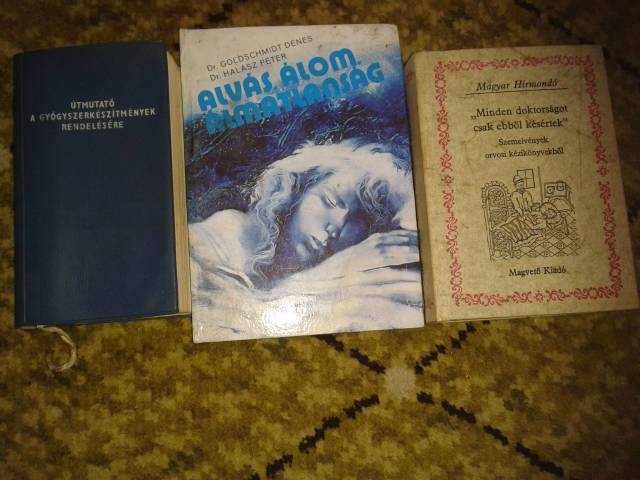 ÚTMUTATÓ
A GYÓGYSZERKÉSZÍTMÉNYEK
RENDELÉSÉRE
Dr. GOLDSCHMIDT DÉNES
Dr. HALÁSZ PÉTER
ALVÁS ÁLOM
ÁLMATLANSÁG
Magyar Hírmondó
„Minden doktorságot
csak ebből késértek"
Szemelvények
orvosi kézikönyvekből
Magvető Kiadó